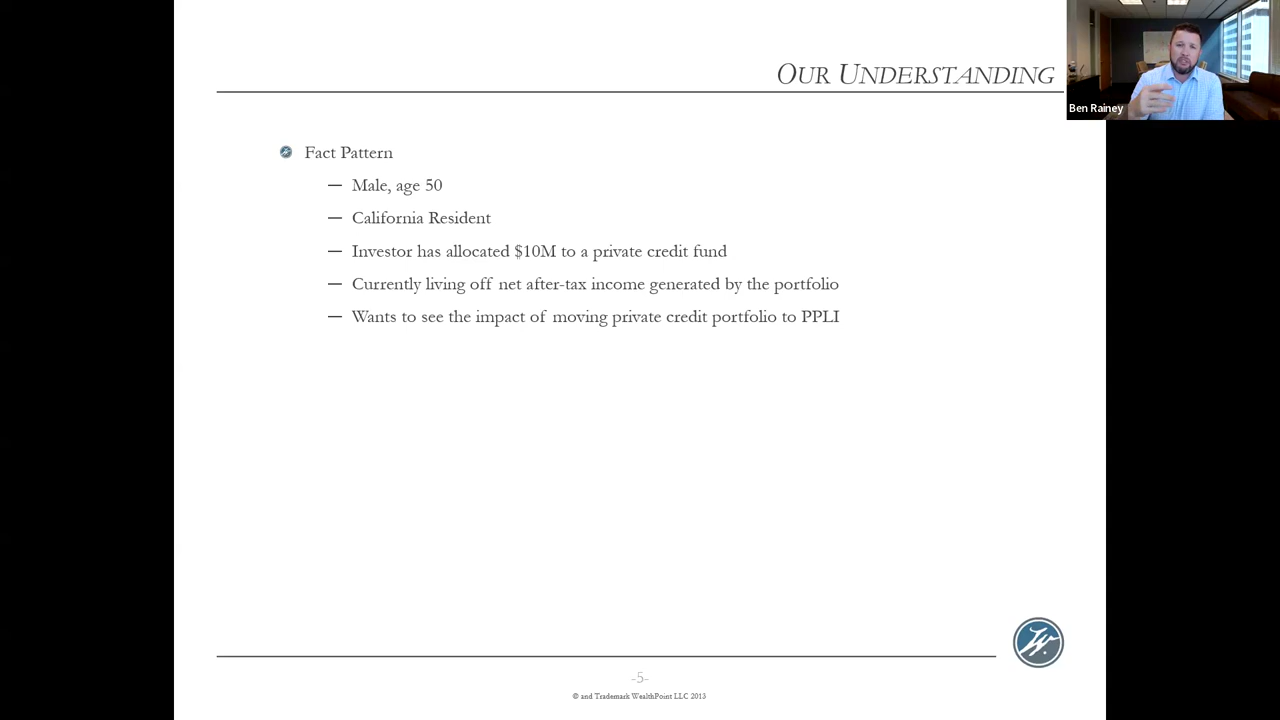 OUR UNDERSTANDING
Ben Rainey
Fact Pattern
— Male, age 50
— California Resident
— Investor has allocated $10M to a private credit fund
— Currently living off net after-tax income generated by the portfolio
— Wants to see the impact of moving private credit portfolio to PPLI
W.
-5-
© and Trademark WealthPoint LLC 2013